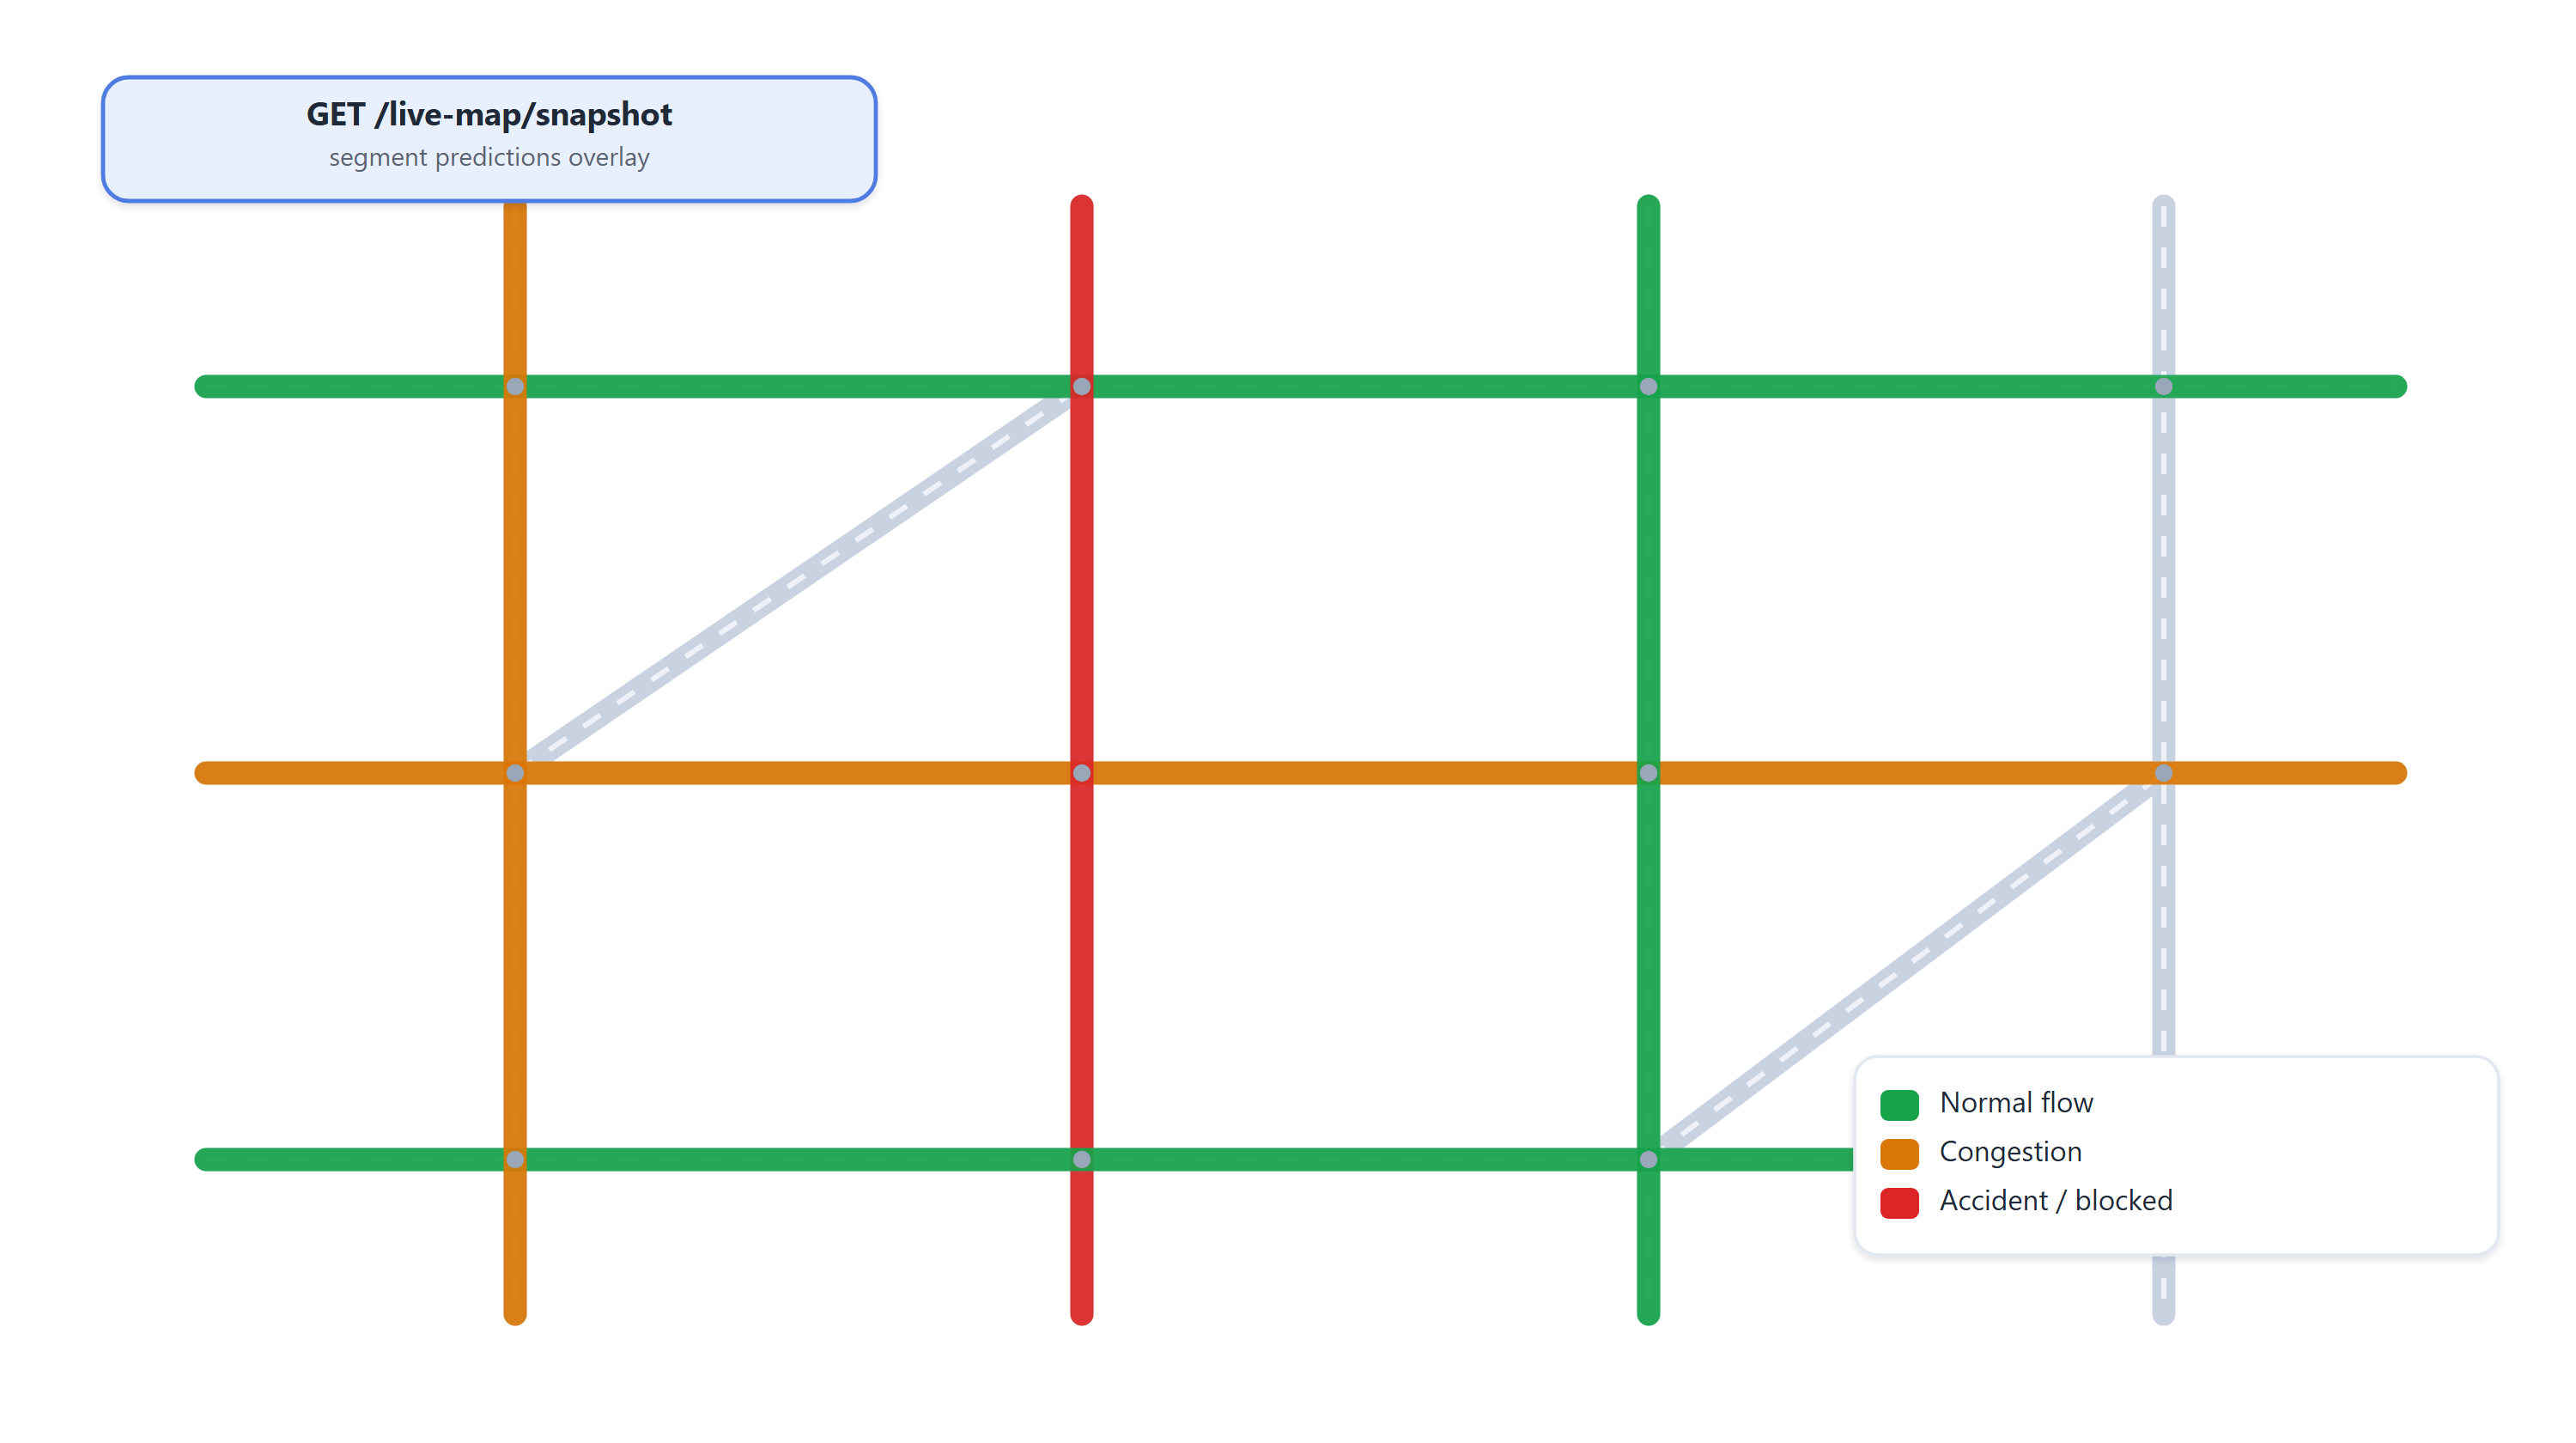 GET /live-map/snapshot
segment predictions overlay
Normal flow
Congestion
Accident / blocked